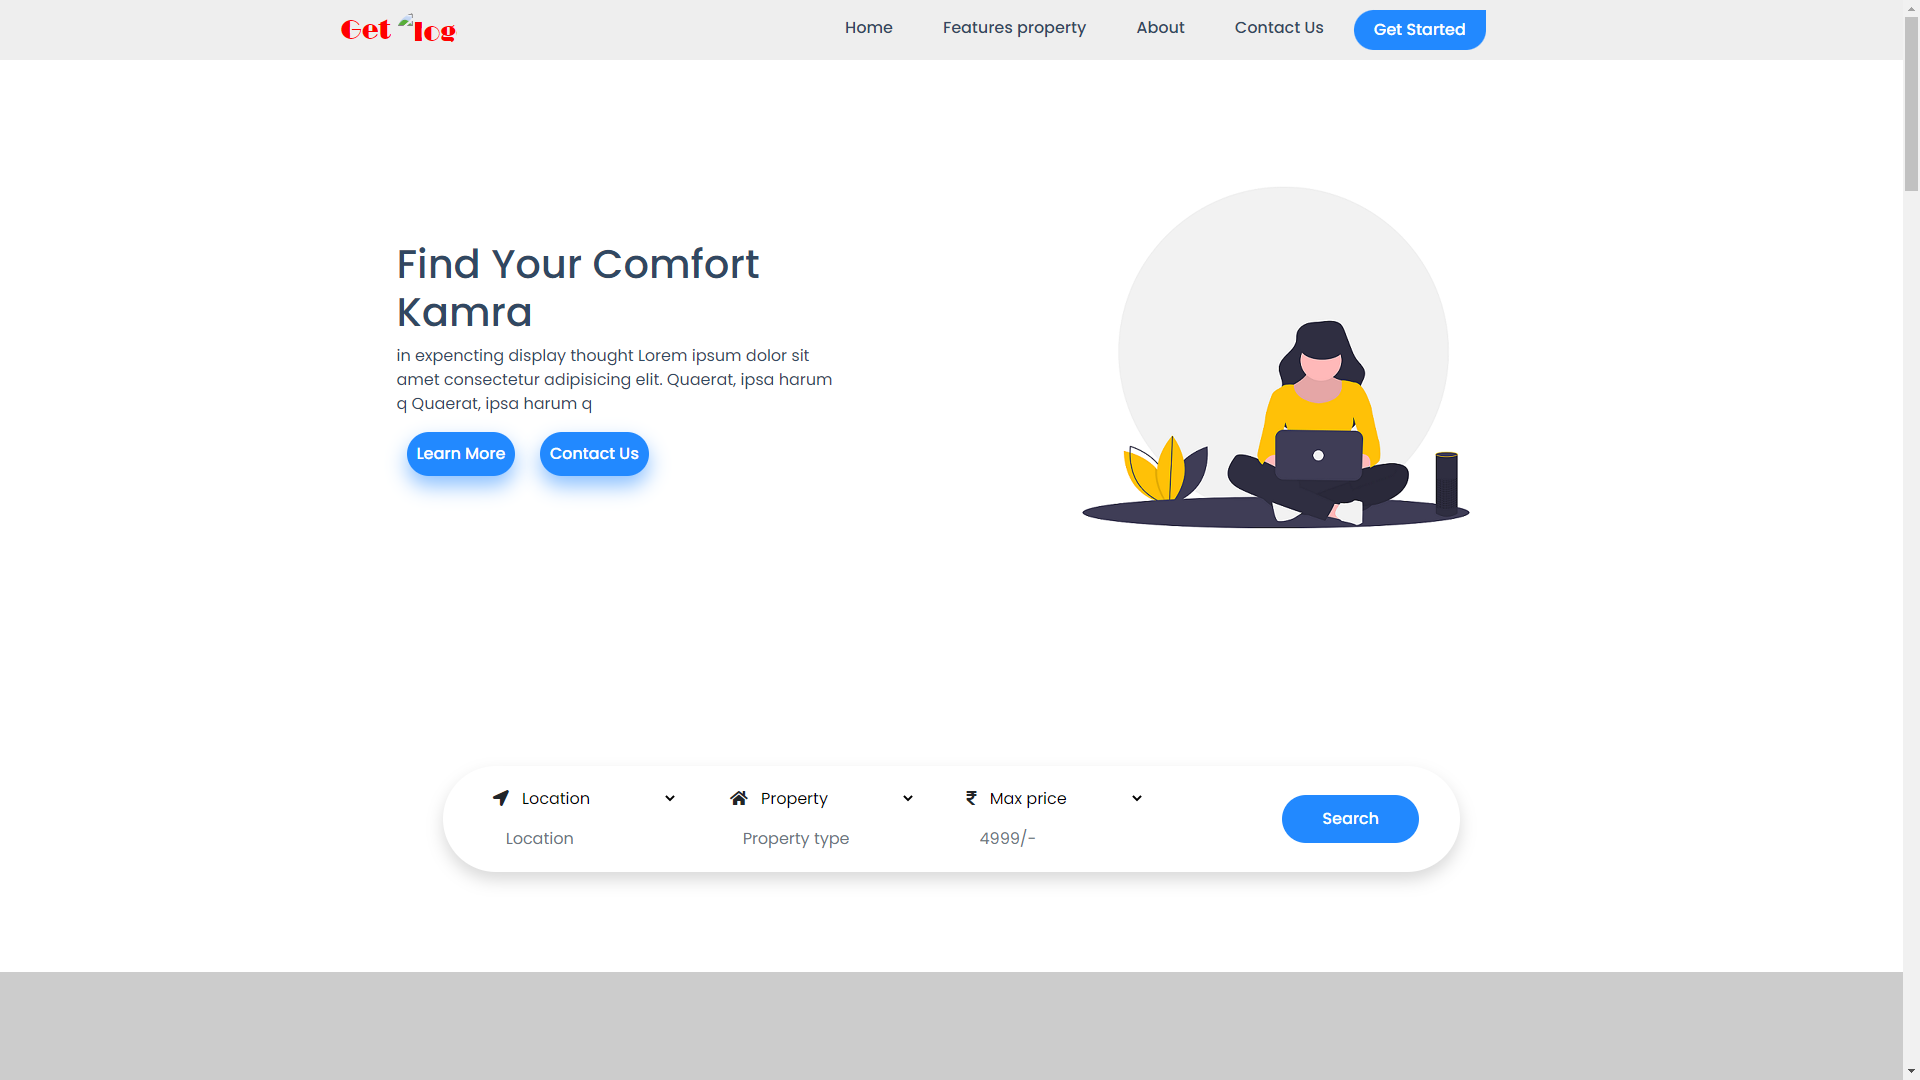 Get log
Home
Features property
About
Contact Us
Get Started
Find Your Comfort
Kamra
in expencting display thought Lorem ipsum dolor sit
amet consectetur adipisicing elit. Quaerat, ipsa harum
q Quaerat, ipsa harum q
Learn More
Contact Us
Location
Property
Max price
Location
Property type
4999/-
Search